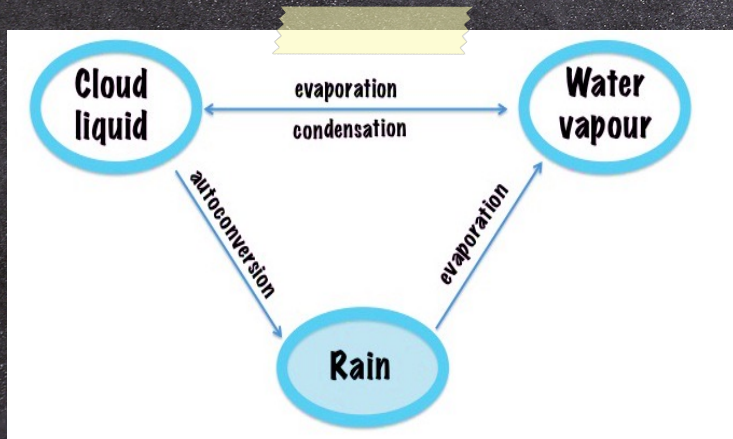 Cloud
liquid
evaporation
condensation
Water
vapour
autoconversion
evaporation
Rain